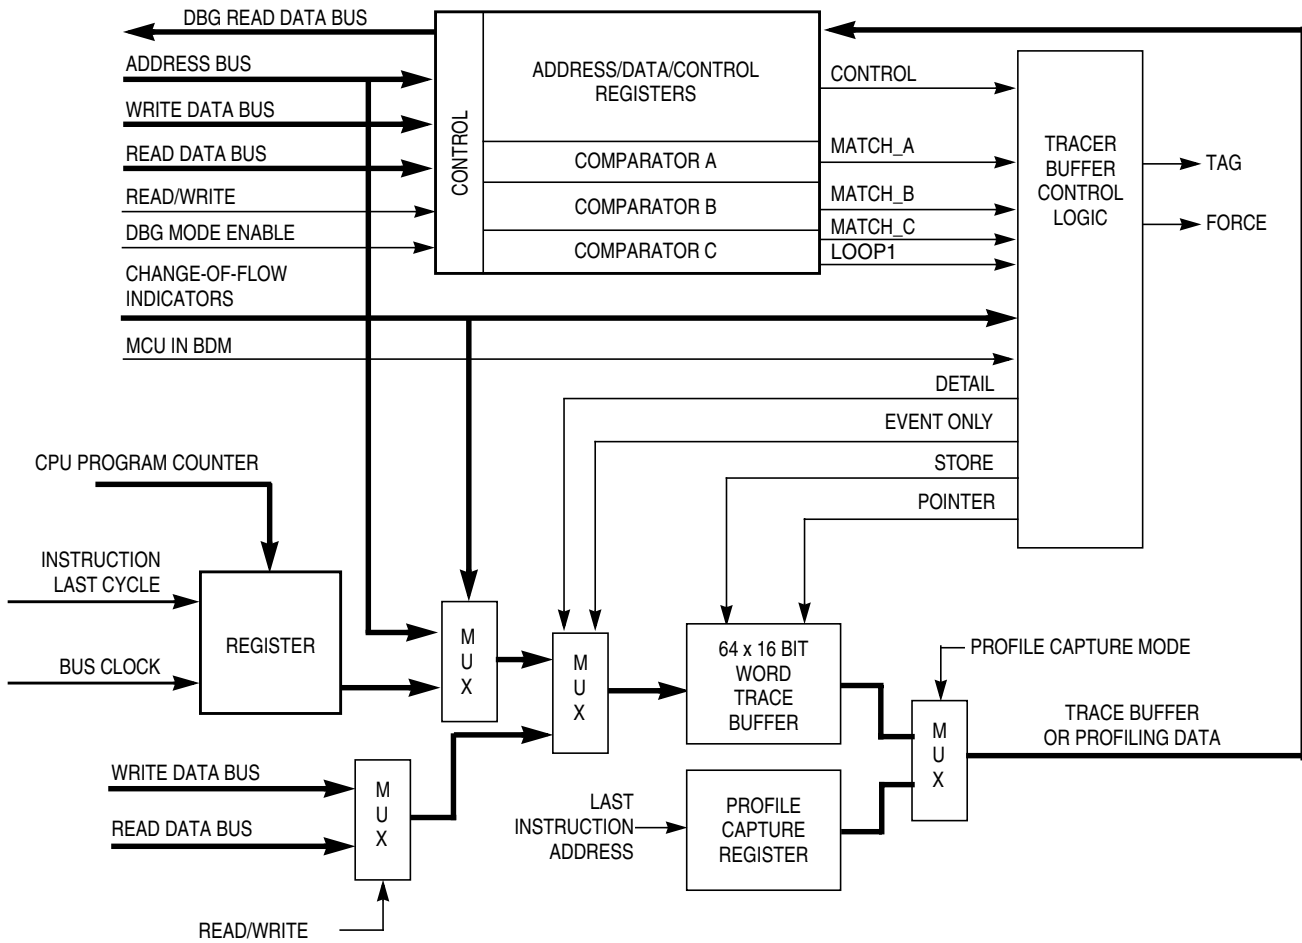 DBG READ DATA BUS
ADDRESS BUS
WRITE DATA BUS
READ DATA BUS
READ/WRITE
DBG MODE ENABLE
CHANGE-OF-FLOW
INDICATORS
MCU IN BDM
CONTROL
ADDRESS/DATA/CONTROL
REGISTERS
COMPARATOR A
COMPARATOR B
COMPARATOR C
CONTROL
MATCH_A
MATCH_B
MATCH_C
LOOP1
TRACER
BUFFER
CONTROL
LOGIC
TAG
FORCE
DETAIL
EVENT ONLY
STORE
POINTER
CPU PROGRAM COUNTER
INSTRUCTION
LAST CYCLE
BUS CLOCK
REGISTER
M
U
X
M
U
X
64 x 16 BIT
WORD
TRACE
BUFFER
PROFILE CAPTURE MODE
M
U
X
TRACE BUFFER
OR PROFILING DATA
WRITE DATA BUS
READ DATA BUS
M
U
X
READ/WRITE
LAST
INSTRUCTION
ADDRESS
PROFILE
CAPTURE
REGISTER